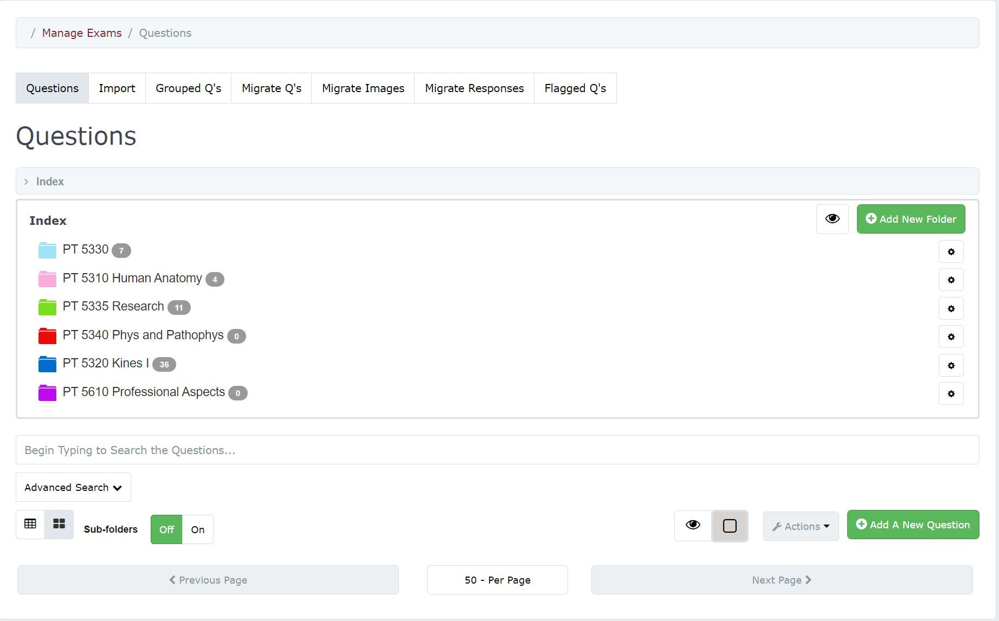 / Manage Exams / Questions
Questions Import Grouped Q's Migrate Q's Migrate Images Migrate Responses Flagged Q's
Questions
Index
Index Add New Folder
PT 5330 7
PT 5310 Human Anatomy 4
PT 5335 Research 11
PT 5340 Phys and Pathophys 0
PT 5320 Kines I 36
PT 5610 Professional Aspects 0
Begin Typing to Search the Questions...
Advanced Search
Sub-folders Off On Actions Add A New Question
Previous Page 50 - Per Page Next Page